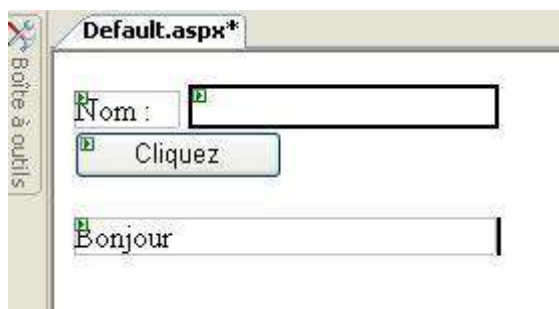 Default.aspx*
Boîte à outils
Nom :
Cliquez
Bonjour